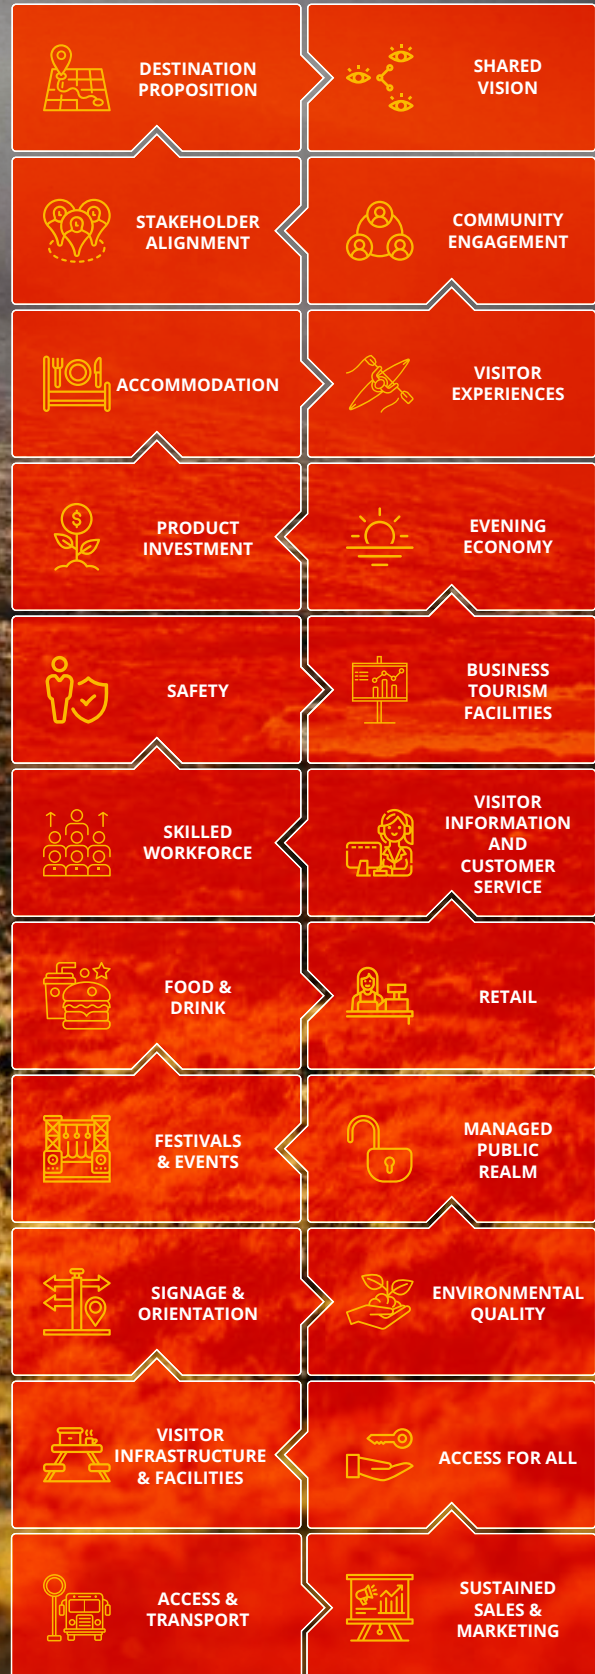 DESTINATION
PROPOSITION
SHARED
VISION
STAKEHOLDER
ALIGNMENT
COMMUNITY
ENGAGEMENT
ACCOMMODATION
VISITOR
EXPERIENCES
PRODUCT
INVESTMENT
EVENING
ECONOMY
SAFETY
BUSINESS
TOURISM
FACILITIES
SKILLED
WORKFORCE
VISITOR
INFORMATION
AND
CUSTOMER
SERVICE
FOOD &
DRINK
RETAIL
FESTIVALS
& EVENTS
MANAGED
PUBLIC
REALM
SIGNAGE &
ORIENTATION
ENVIRONMENTAL
QUALITY
VISITOR
INFRASTRUCTURE
& FACILITIES
ACCESS FOR ALL
ACCESS &
TRANSPORT
SUSTAINED
SALES &
MARKETING